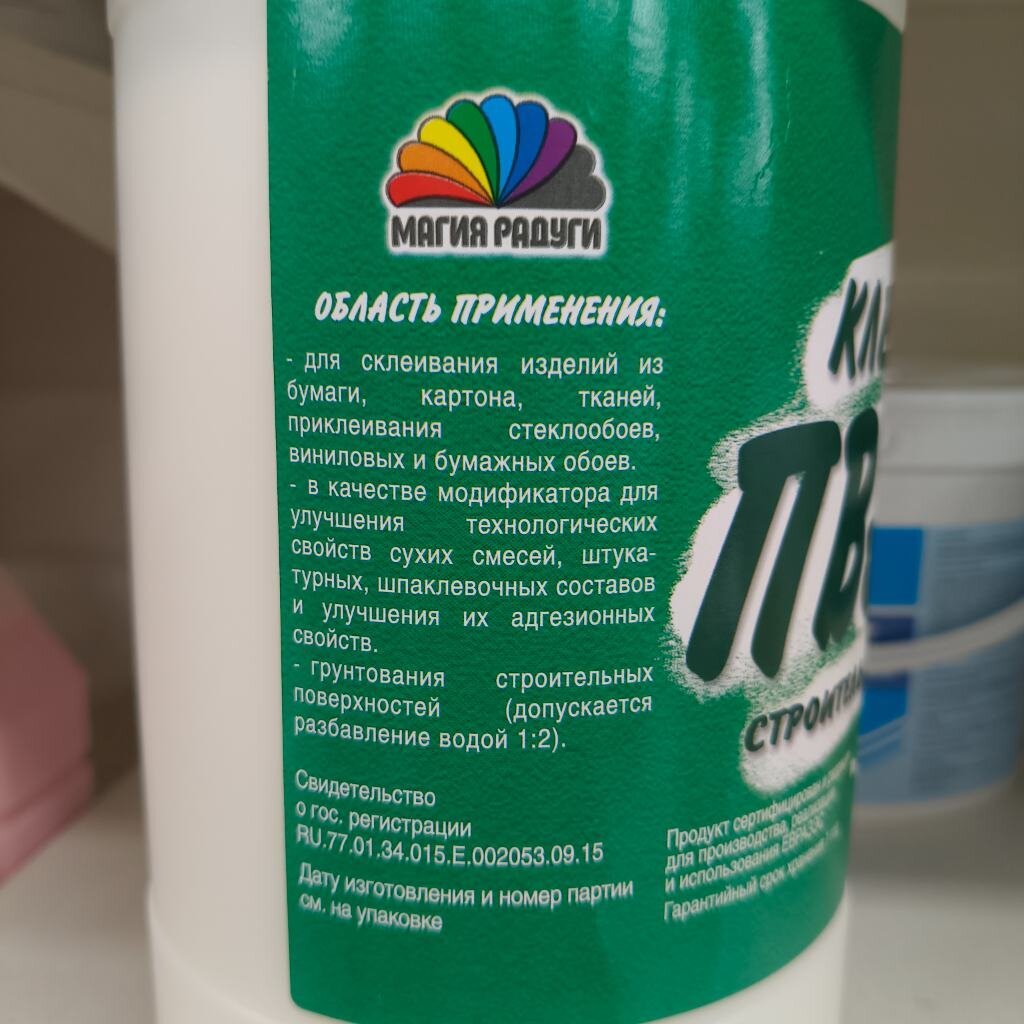 МАГИЯ РАДУГИ
ОБЛАСТЬ ПРИМЕНЕНИЯ:
- для склеивания изделий из
бумаги, картона, тканей,
приклеивания стеклообоев,
виниловых и бумажных обоев.
- в качестве модификатора для
улучшения технологических
свойств сухих смесей, штука-
турных, шпаклевочных составов
и улучшения их адгезионных
свойств.
- грунтования строительных
поверхностей (допускается
разбавление водой 1:2).
Свидетельство
о гос. регистрации
RU.77.01.34.015.Е.002053.09.15
Дату изготовления и номер партии
см. на упаковке
КЛЕ
ПВ
СТРОИТЕЛ
Продукт сертифицирован
для производства, реализации
и использования ЕВРАЗЭС
Гарантийный срок хранения